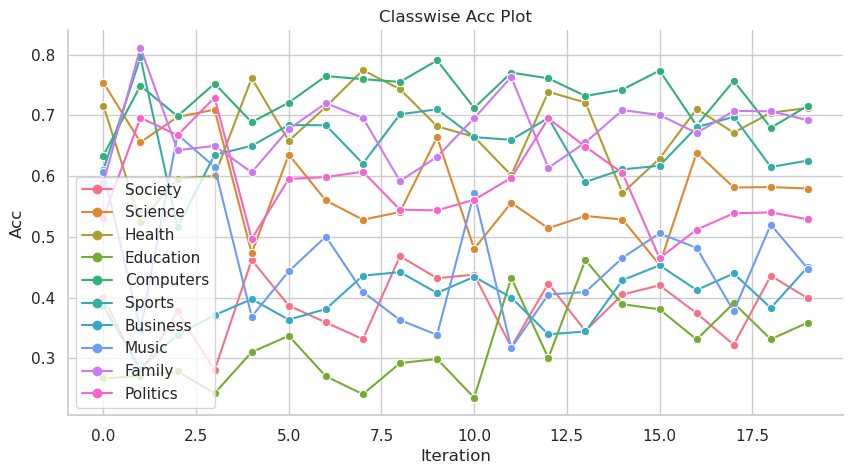 Classwise Acc Plot
0.8
0.7
0.6
0.5
0.4
0.3
Acc
Society
Science
Health
Education
Computers
Sports
Business
Music
Family
Politics
0.0 2.5 5.0 7.5 10.0 12.5 15.0 17.5
Iteration